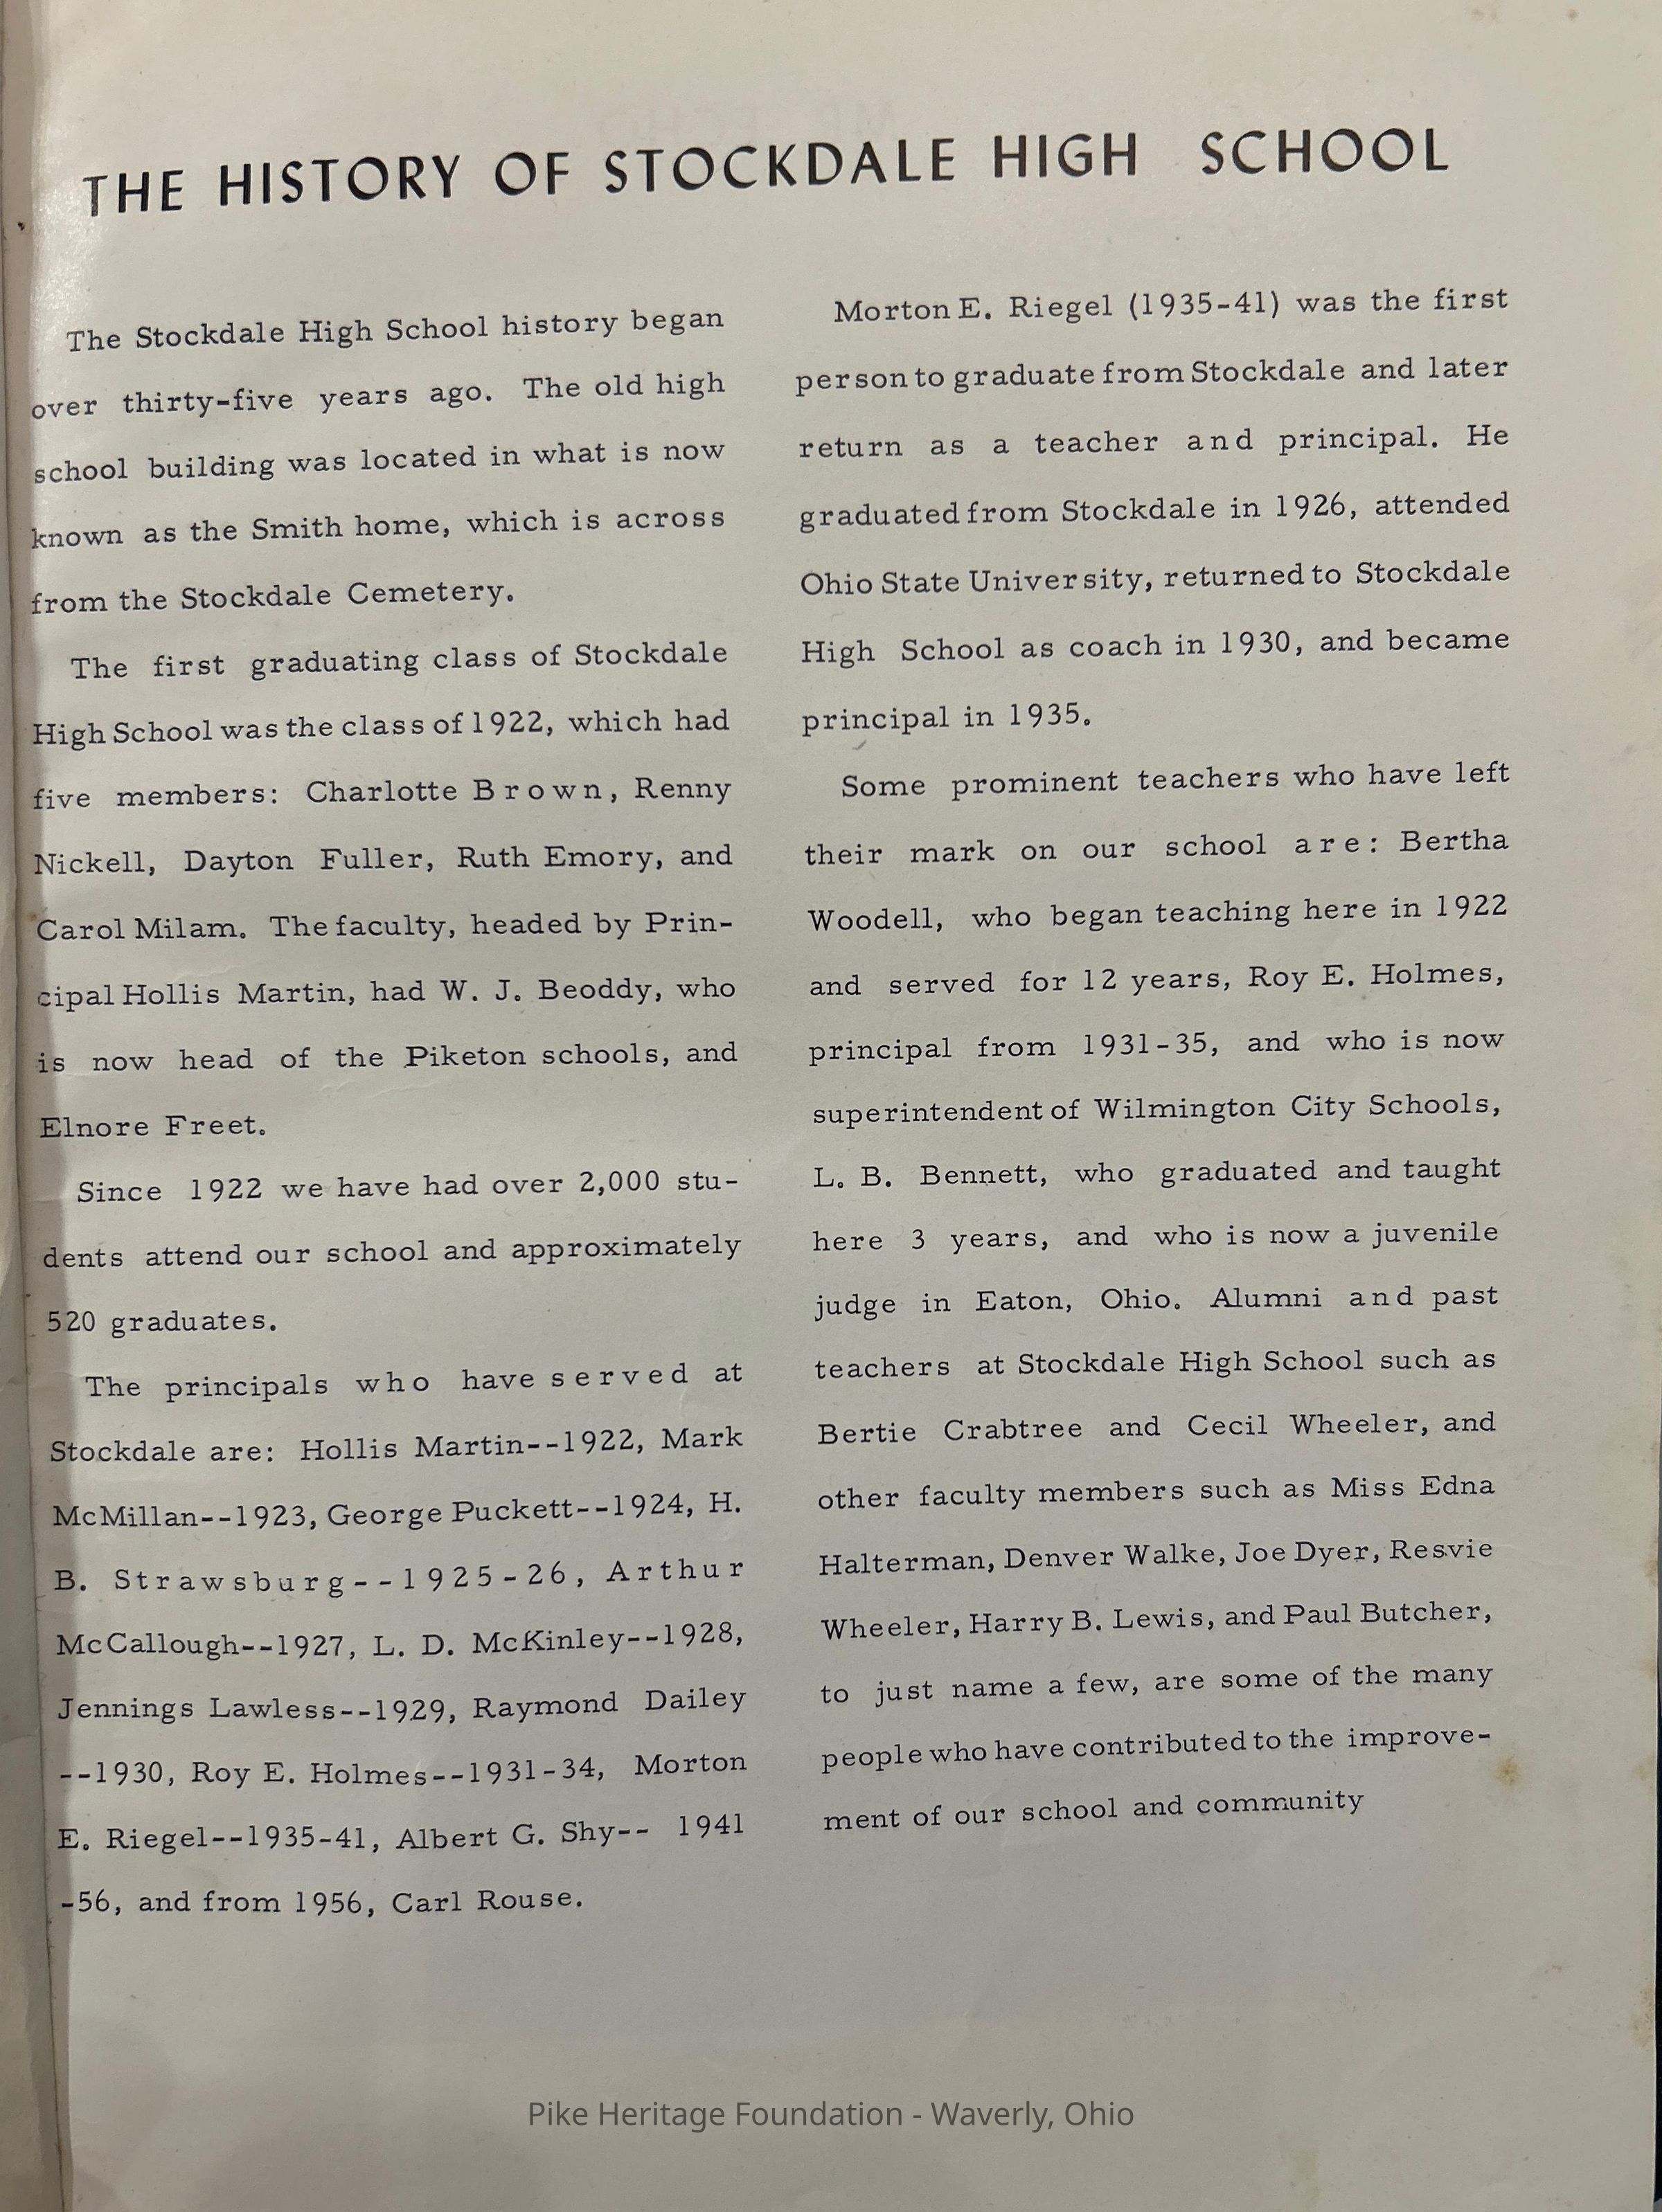 THE HISTORY OF STOCKDALE HIGH SCHOOL
The Stockdale High School history began
over thirty-five years ago. The old high
school building was located in what is now
known as the Smith home, which is across
from the Stockdale Cemetery.
The first graduating class of Stockdale
High School was the class of 1922, which had
five members: Charlotte Brown, Renny
Nickell, Dayton Fuller, Ruth Emory, and
Carol Milam. The faculty, headed by Prin-
cipal Hollis Martin, had W. J. Beoddy, who
is now head of the Piketon schools, and
Elnore Freet.
Since 1922 we have had over 2,000 stu-
dents attend our school and approximately
520 graduates.
The principals who have served at
Stockdale are: Hollis Martin--1922, Mark
McMillan--1923, George Puckett--1924, H.
B. Strawsburg--1925-26, Arthur
McCallough--1927, L. D. McKinley--1928,
Jennings Lawless--1929, Raymond Dailey
--1930, Roy E. Holmes--1931-34, Morton
E. Riegel--1935-41, Albert G. Shy-- 1941
-56, and from 1956, Carl Rouse.
Morton E. Riegel (1935-41) was the first
person to graduate from Stockdale and later
return as a teacher and principal. He
graduated from Stockdale in 1926, attended
Ohio State University, returned to Stockdale
High School as coach in 1930, and became
principal in 1935.
Some prominent teachers who have left
their mark on our school are: Bertha
Woodell, who began teaching here in 1922
and served for 12 years, Roy E. Holmes,
principal from 1931-35, and who is now
superintendent of Wilmington City Schools,
L. B. Bennett, who graduated and taught
here 3 years, and who is now a juvenile
judge in Eaton, Ohio. Alumni and past
teachers at Stockdale High School such as
Bertie Crabtree and Cecil Wheeler, and
other faculty members such as Miss Edna
Halterman, Denver Walke, Joe Dyer, Resvie
Wheeler, Harry B. Lewis, and Paul Butcher,
to just name a few, are some of the many
people who have contributed to the improve-
ment of our school and community
Pike Heritage Foundation - Waverly, Ohio